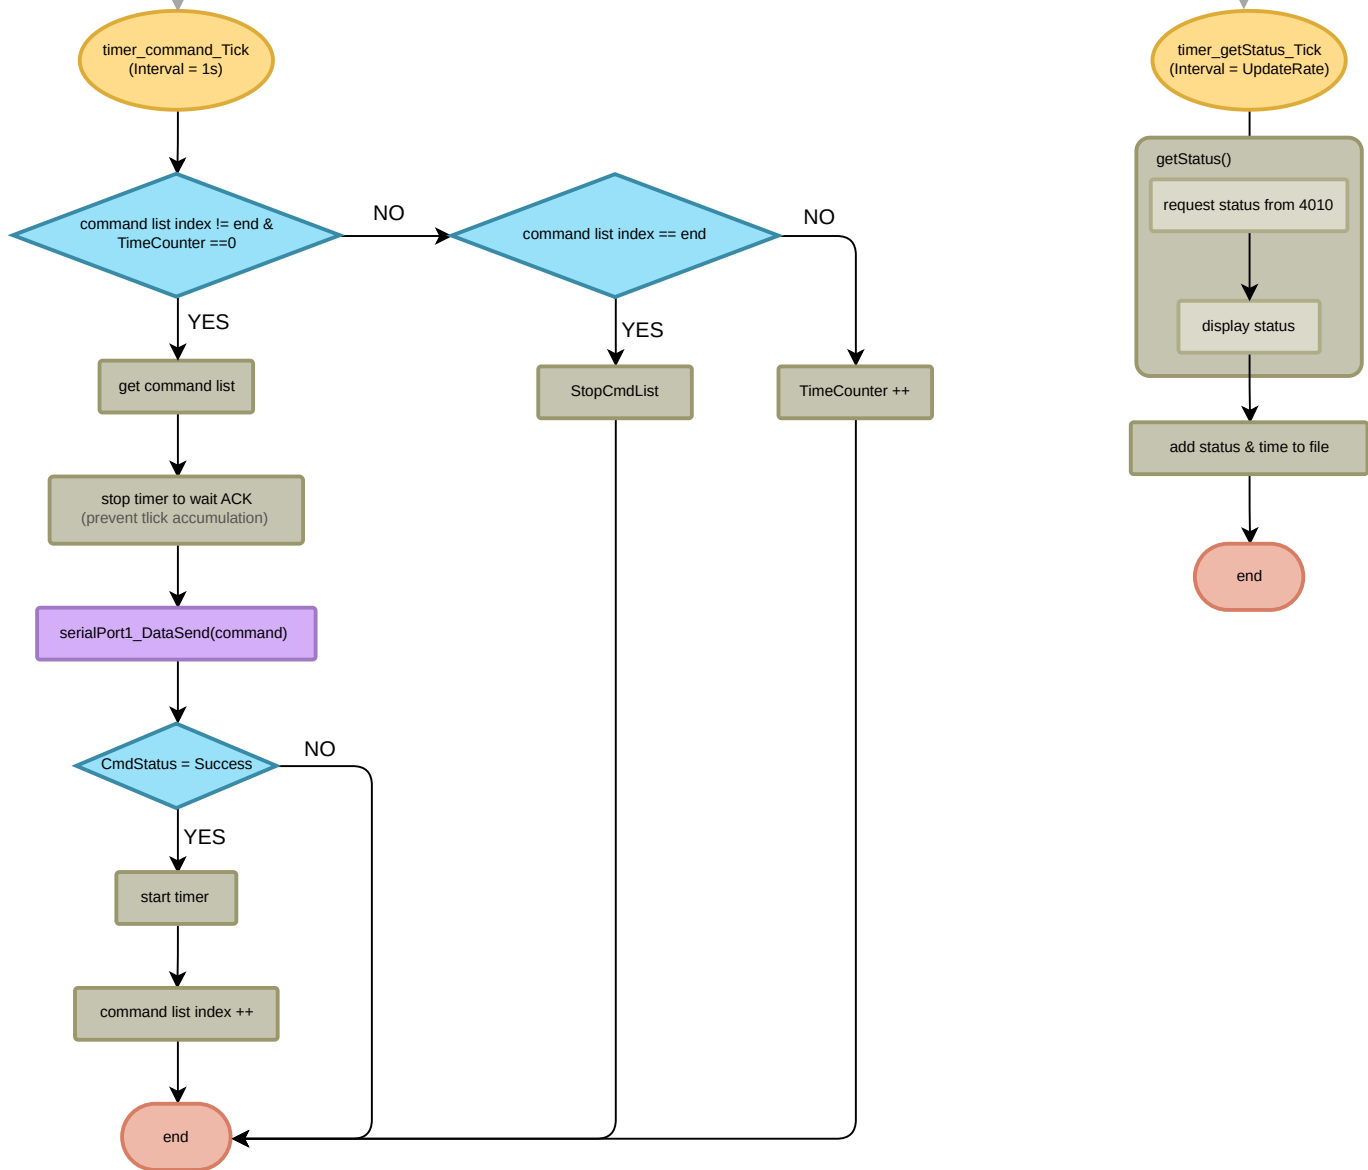 timer_command_Tick
(Interval = 1s)
command list index != end &
TimeCounter ==0
NO
command list index == end
NO
YES
YES
get command list
StopCmdList
TimeCounter ++
stop timer to wait ACK
(prevent tlick accumulation)
serialPort1_DataSend(command)
CmdStatus = Success
NO
YES
start timer
command list index ++
end
timer_getStatus_Tick
(Interval = UpdateRate)
getStatus()
request status from 4010
display status
add status & time to file
end